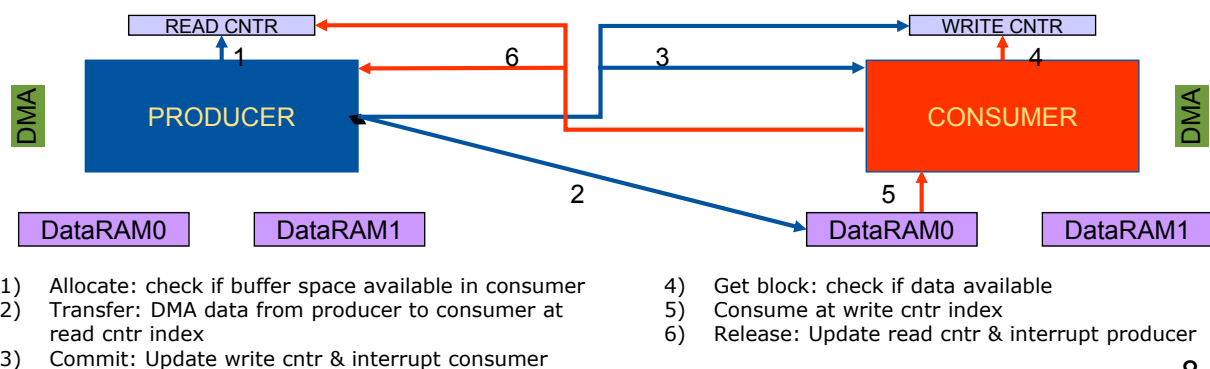 READ CNTR
WRITE CNTR
1
6
3
4
DMA
PRODUCER
CONSUMER
DMA
2
5
DataRAM0
DataRAM1
DataRAM0
DataRAM1
1) Allocate: check if buffer space available in consumer
2) Transfer: DMA data from producer to consumer at
read cntr index
3) Commit: Update write cntr & interrupt consumer
4) Get block: check if data available
5) Consume at write cntr index
6) Release: Update read cntr & interrupt producer